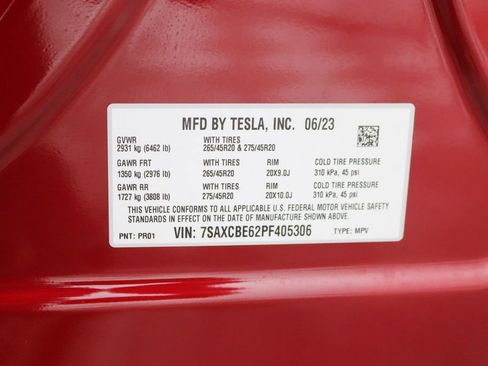 MFD BY TESLA, INC. 06/23
GVWR WITH TIRES
2931 kg (6462 lb) 265/45R20 & 275/45R20
GAWR FRT WITH TIRES RIM COLD TIRE PRESSURE
1350 kg (2976 lb) 265/45R20 20X9.0J 310 kPa, 45 psi
GAWR RR WITH TIRES RIM COLD TIRE PRESSURE
1727 kg (3808 lb) 275/45R20 20X10.0J 310 kPa, 45 psi
THIS VEHICLE CONFORMS TO ALL APPLICABLE U.S. FEDERAL MOTOR VEHICLE SAFETY
STANDARDS IN EFFECT ON THE DATE OF MANUFACTURE SHOWN ABOVE.
PNT: PR01 VIN: 7SAXCBE62PF405306 TYPE: MPV